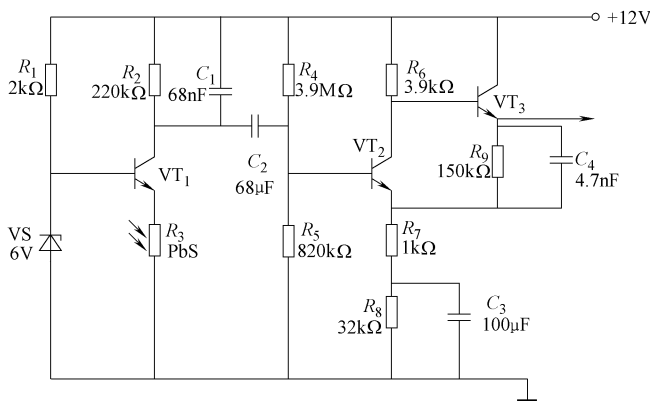 +12V
R₁
2kΩ
R₂
220kΩ
C₁
68nF
R₄
3.9MΩ
R₆
3.9kΩ
VT₃
C₂
68μF
VT₁
VT₂
R₉
150kΩ
C₄
4.7nF
VS
6V
R₃
PbS
R₅
820kΩ
R₇
1kΩ
R₈
32kΩ
C₃
100μF